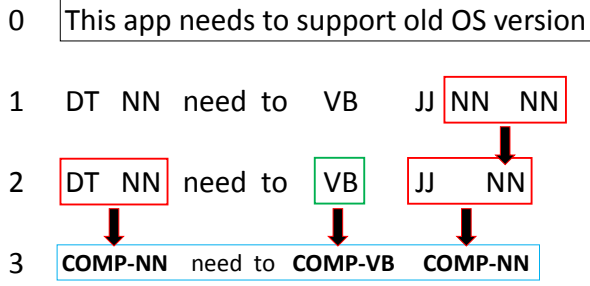 0 This app needs to support old OS version
1 DT NN need to VB JJ NN NN
2 DT NN need to VB JJ NN
3 COMP-NN need to COMP-VB COMP-NN